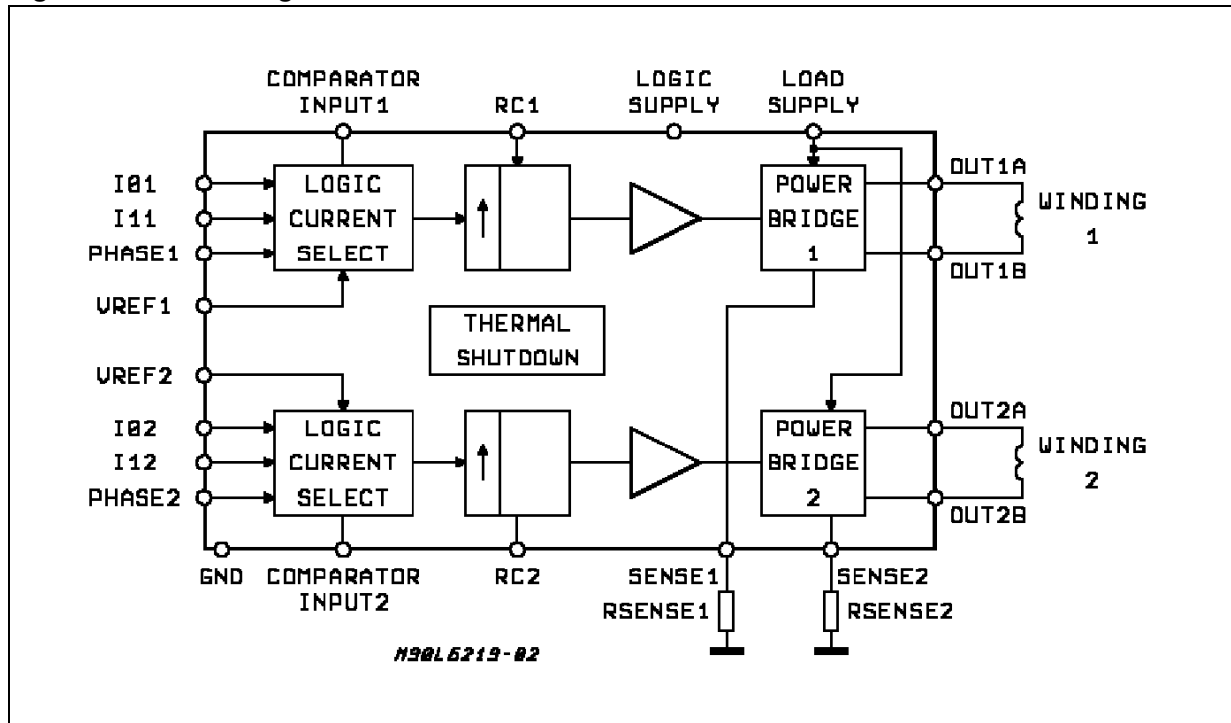 COMPARATOR
INPUT1
RC1
LOGIC
SUPPLY
LOAD
SUPPLY
I01
I11
PHASE1
VREF1
LOGIC
CURRENT
SELECT
POWER
BRIDGE
1
OUT1A
OUT1B
WINDING
1
THERMAL
SHUTDOWN
VREF2
I02
I12
PHASE2
LOGIC
CURRENT
SELECT
POWER
BRIDGE
2
OUT2A
OUT2B
WINDING
2
GND
COMPARATOR
INPUT2
RC2
SENSE1
RSENSE1
SENSE2
RSENSE2
M90L6219-02